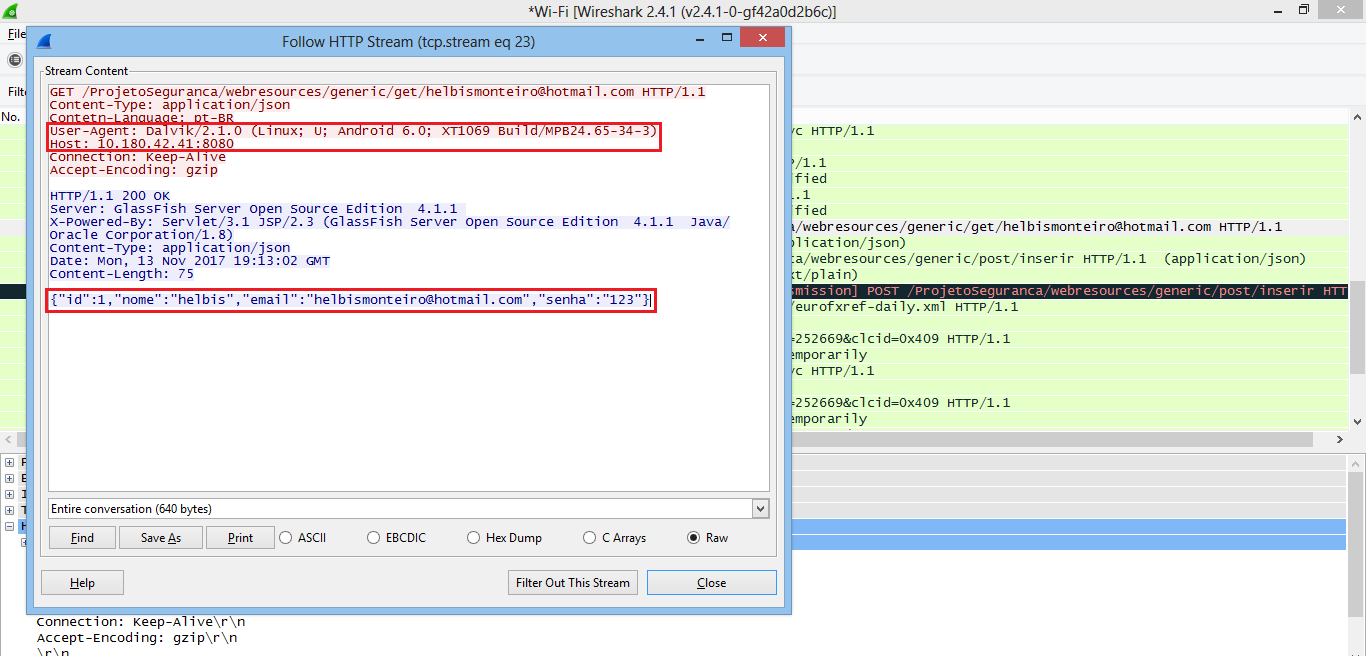 *Wi-Fi [Wireshark 2.4.1 (v2.4.1-0-gf42a0d2b6c)]
File
Follow HTTP Stream (tcp.stream eq 23)
No.
Stream Content
GET /ProjetoSeguranca/webresources/generic/get/helbismonteiro@hotmail.com HTTP/1.1
Content-Type: application/json
Contetn-Language: pt-BR
User-Agent: Dalvik/2.1.0 (Linux; U; Android 6.0; XT1069 Build/MPB24.65-34-3)
Host: 10.180.42.41:8080
Connection: Keep-Alive
Accept-Encoding: gzip
HTTP/1.1 200 OK
Server: GlassFish Server Open Source Edition  4.1.1
X-Powered-By: Servlet/3.1 JSP/2.3 (GlassFish Server Open Source Edition  4.1.1  Java/
Oracle Corporation/1.8)
Content-Type: application/json
Date: Mon, 13 Nov 2017 19:13:02 GMT
Content-Length: 75
{"id":1,"nome":"helbis","email":"helbismonteiro@hotmail.com","senha":"123"}
Entire conversation (640 bytes)
Find
Save As
Print
ASCII
EBCDIC
Hex Dump
C Arrays
Raw
Help
Filter Out This Stream
Close
vc HTTP/1.1
/1.1
ified
.1
ified
a/webresources/generic/get/helbismonteiro@hotmail.com HTTP/1.1
plication/json)
ca/webresources/generic/post/inserir HTTP/1.1  (application/json)
xt/plain)
smission] POST /ProjetoSeguranca/webresources/generic/post/inserir HTT
/eurofxref-daily.xml HTTP/1.1
=252669&clcid=0x409 HTTP/1.1
emporarily
vc HTTP/1.1
=252669&clcid=0x409 HTTP/1.1
emporarily
Connection: Keep-Alive\r\n
Accept-Encoding: gzip\r\n
\r\n